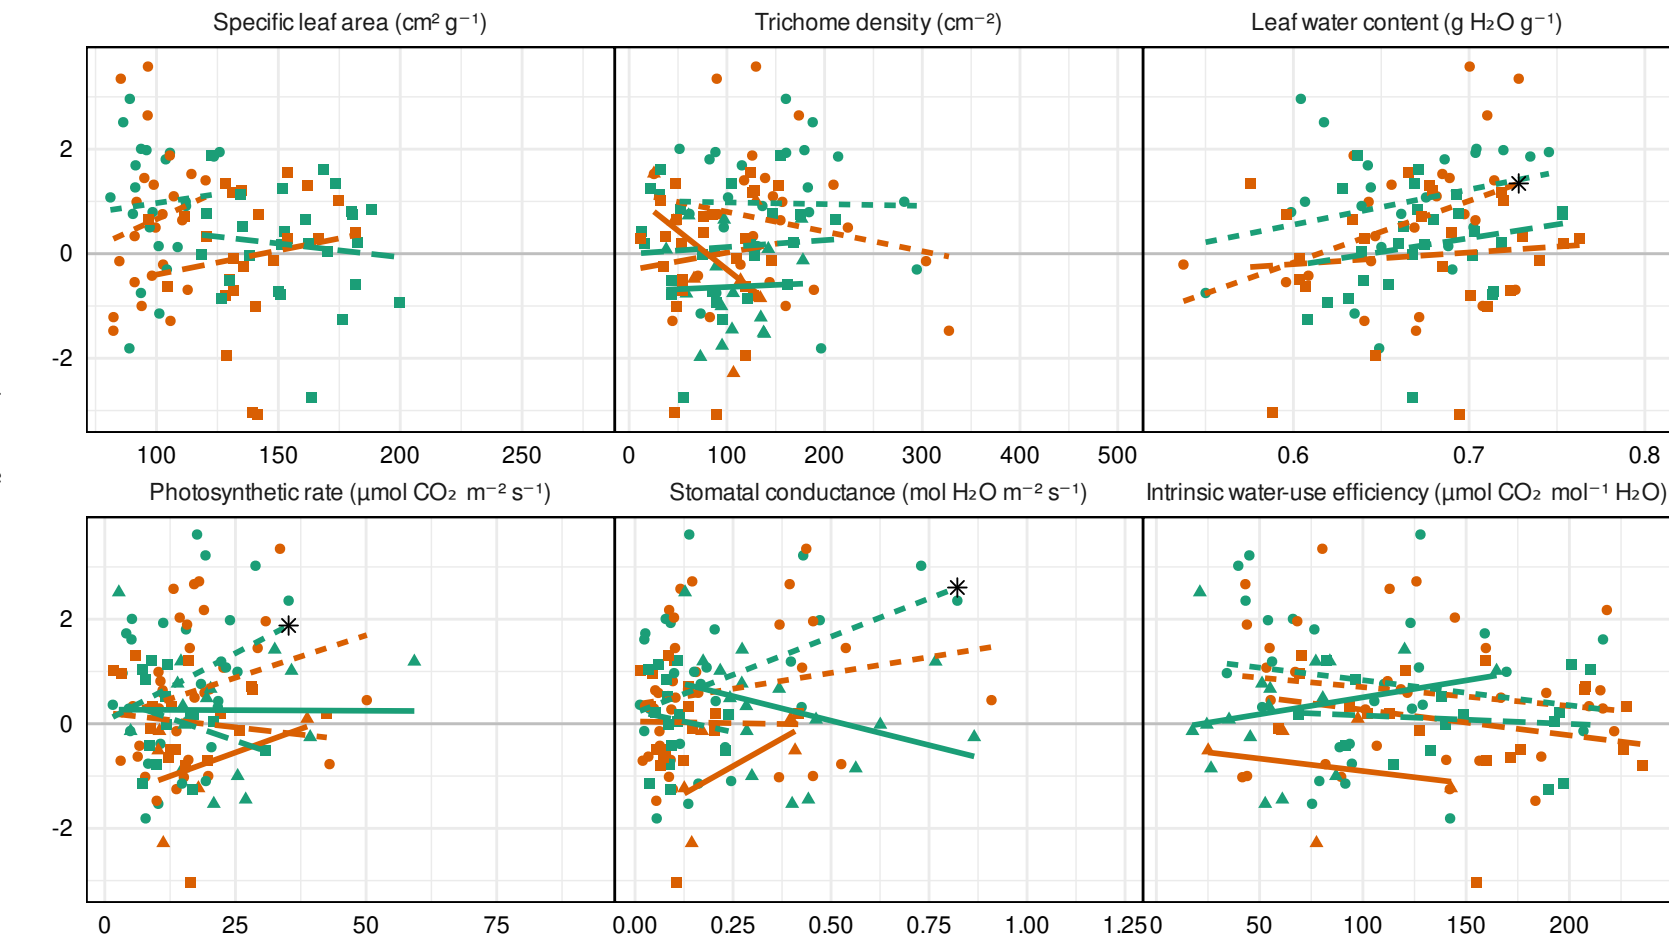 Specific leaf area (cm² g⁻¹) Trichome density (cm⁻²) Leaf water content (g H₂O g⁻¹)
2
0
-2
100 150 200 250 0 100 200 300 400 500 0.6 0.7 0.8
Photosynthetic rate (µmol CO₂ m⁻² s⁻¹) Stomatal conductance (mol H₂O m⁻² s⁻¹) Intrinsic water-use efficiency (µmol CO₂ mol⁻¹ H₂O)
2
0
-2
0 25 50 75 0.00 0.25 0.50 0.75 1.00 1.25 0 50 100 150 200